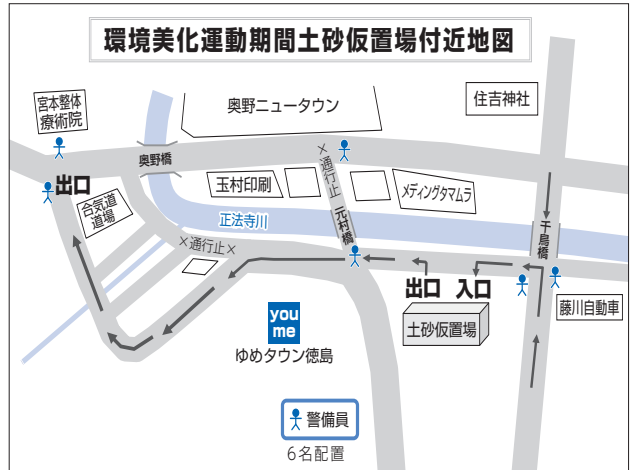 環境美化運動期間土砂仮置場付近地図
宮本整体
療術院
奥野ニュータウン
住吉神社
奥野橋
×通行止×
出口
合気道
道場
玉村印刷
メディングタマムラ
正法寺川
元村橋
千鳥橋
×通行止×
出口
入口
土砂仮置場
藤川自動車
you
me
ゆめタウン徳島
警備員
6名配置